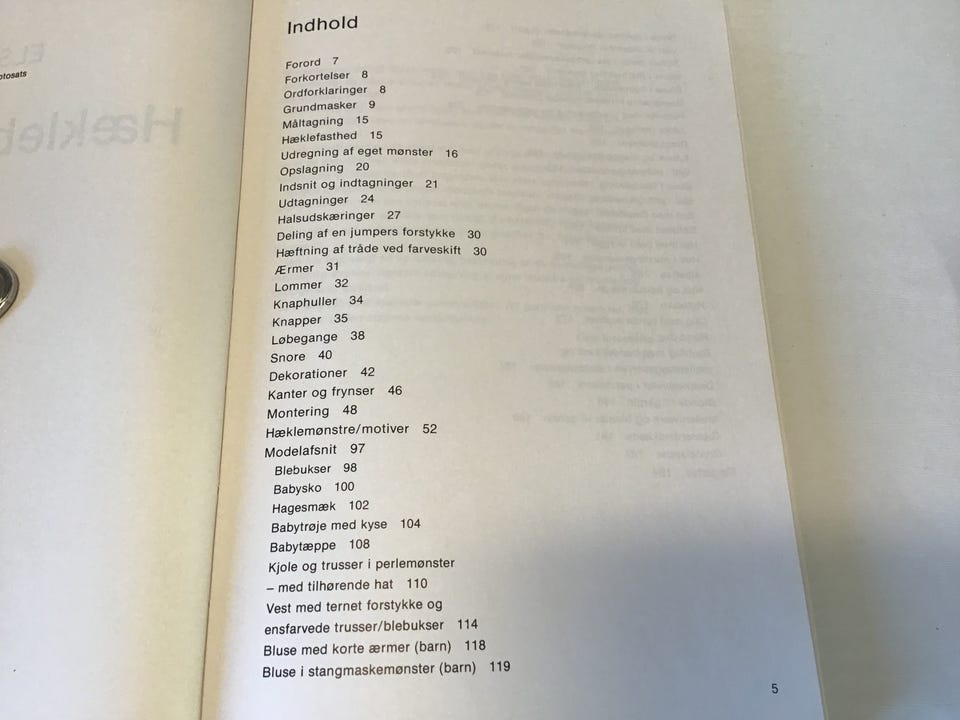 otosats
Indhold
Forord 7
Forkortelser 8
Ordforklaringer 8
Grundmasker 9
Måltagning 15
Hæklefasthed 15
Udregning af eget mønster 16
Opslagning 20
Indsnit og indtagninger 21
Udtagninger 24
Halsudskæringer 27
Deling af en jumpers forstykke 30
Hæftning af tråde ved farveskift 30
Ærmer 31
Lommer 32
Knaphuller 34
Knapper 35
Løbegange 38
Snore 40
Dekorationer 42
Kanter og frynser 46
Montering 48
Hæklemønstre/motiver 52
Modelafsnit 97
Blebukser 98
Babysko 100
Hagesmæk 102
Babytrøje med kyse 104
Babytæppe 108
Kjole og trusser i perlemønster
– med tilhørende hat 110
Vest med ternet forstykke og
ensfarvede trusser/blebukser 114
Bluse med korte ærmer (barn) 118
Bluse i stangmaskemønster (barn) 119
5